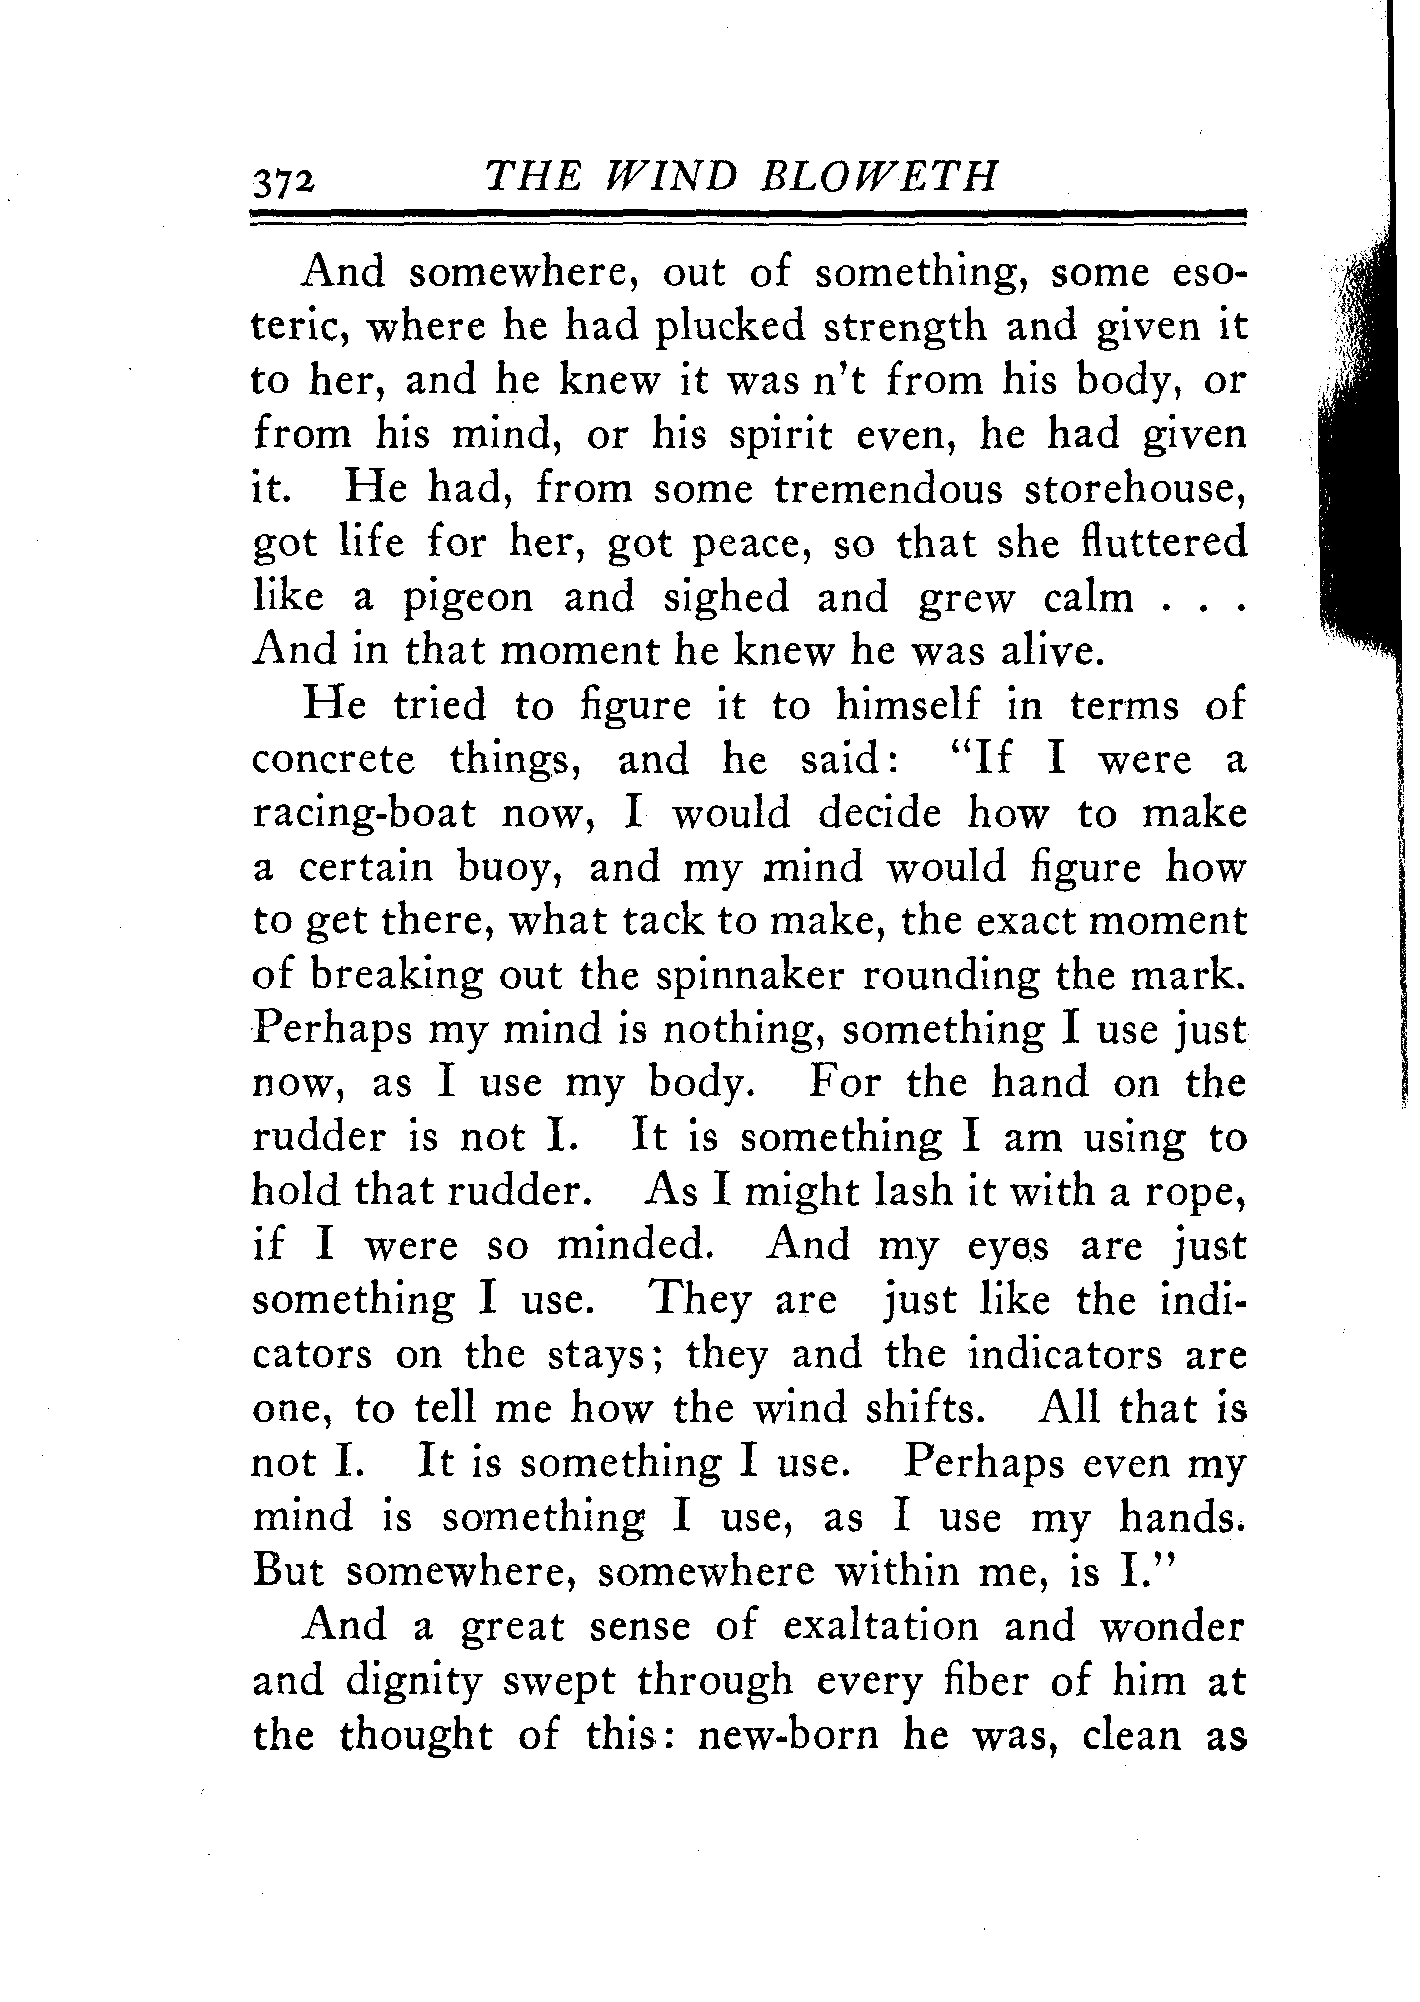 372 THE WIND BLOWETH
And somewhere, out of something, some eso-
teric, where he had plucked strength and given it
to her, and he knew it was n't from his body, or
from his mind, or his spirit even, he had given
it. He had, from some tremendous storehouse,
got life for her, got peace, so that she fluttered
like a pigeon and sighed and grew calm . . .
And in that moment he knew he was alive.
He tried to figure it to himself in terms of
concrete things, and he said: "If I were a
racing-boat now, I would decide how to make
a certain buoy, and my mind would figure how
to get there, what tack to make, the exact moment
of breaking out the spinnaker rounding the mark.
Perhaps my mind is nothing, something I use just
now, as I use my body. For the hand on the
rudder is not I. It is something I am using to
hold that rudder. As I might lash it with a rope,
if I were so minded. And my eyes are just
something I use. They are just like the indi-
cators on the stays; they and the indicators are
one, to tell me how the wind shifts. All that is
not I. It is something I use. Perhaps even my
mind is something I use, as I use my hands.
But somewhere, somewhere within me, is I."
And a great sense of exaltation and wonder
and dignity swept through every fiber of him at
the thought of this: new-born he was, clean as